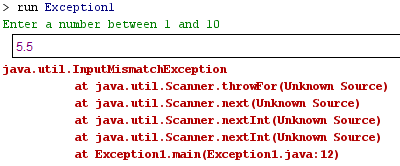 > run Exception1
Enter a number between 1 and 10
5.5
java.util.InputMismatchException
at java.util.Scanner.throwFor(Unknown Source)
at java.util.Scanner.next(Unknown Source)
at java.util.Scanner.nextInt(Unknown Source)
at java.util.Scanner.nextInt(Unknown Source)
at Exception1.main(Exception1.java:12)